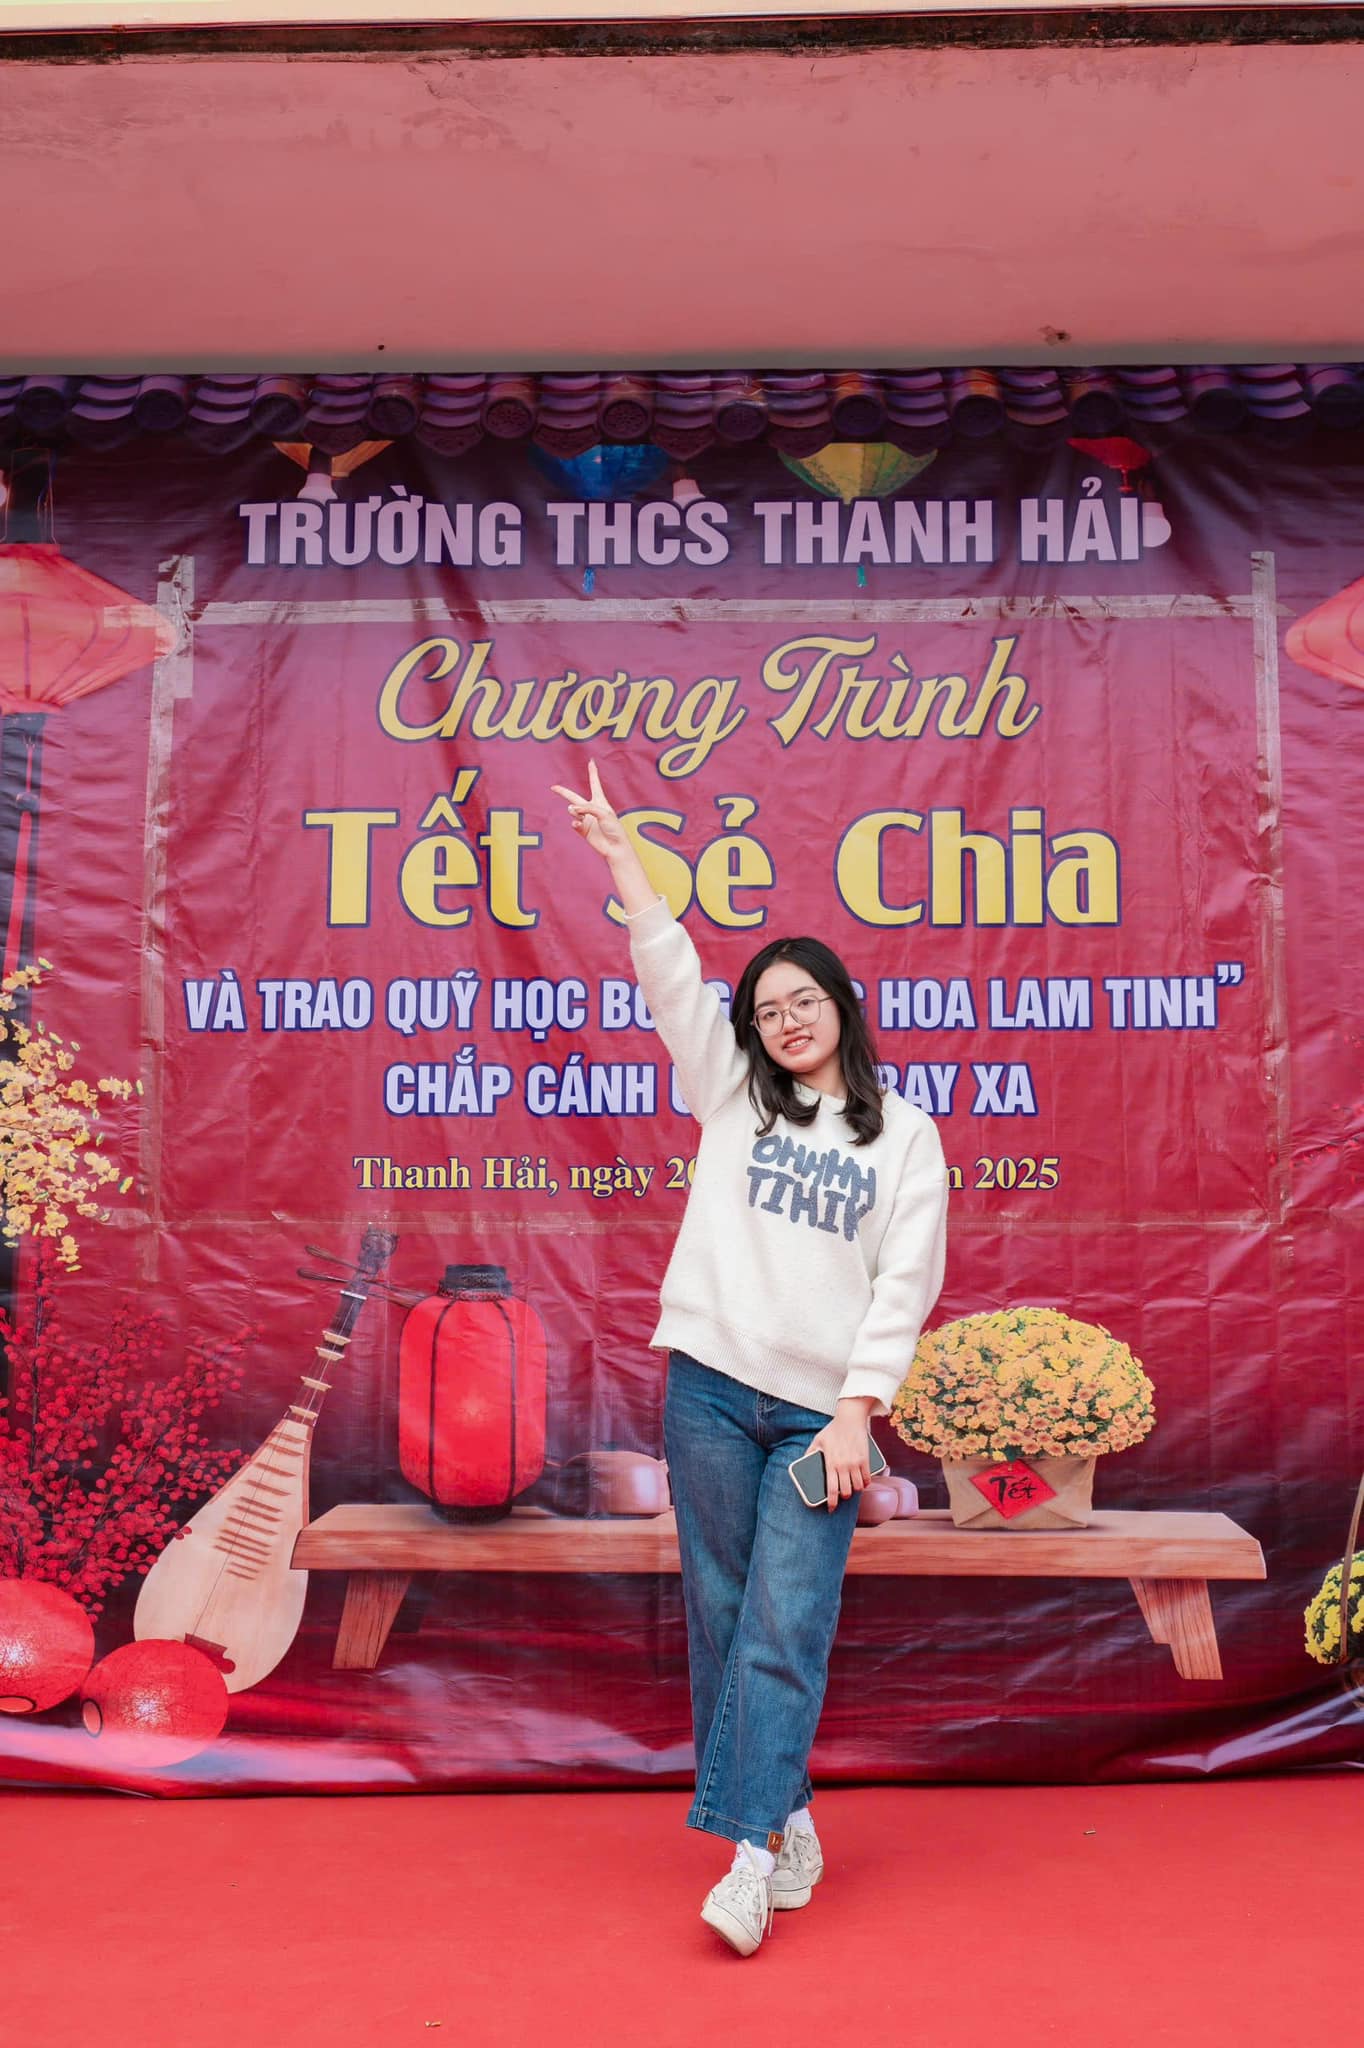 TRƯỜNG THCS THANH HẢI
Chương Trình
Tết Sẻ Chia
VÀ TRAO QUỸ HỌC HOA LAM TINH”
CHẮP CÁNH BAY XA
Thanh Hải, ngày 2025
OHHHHH
Tết